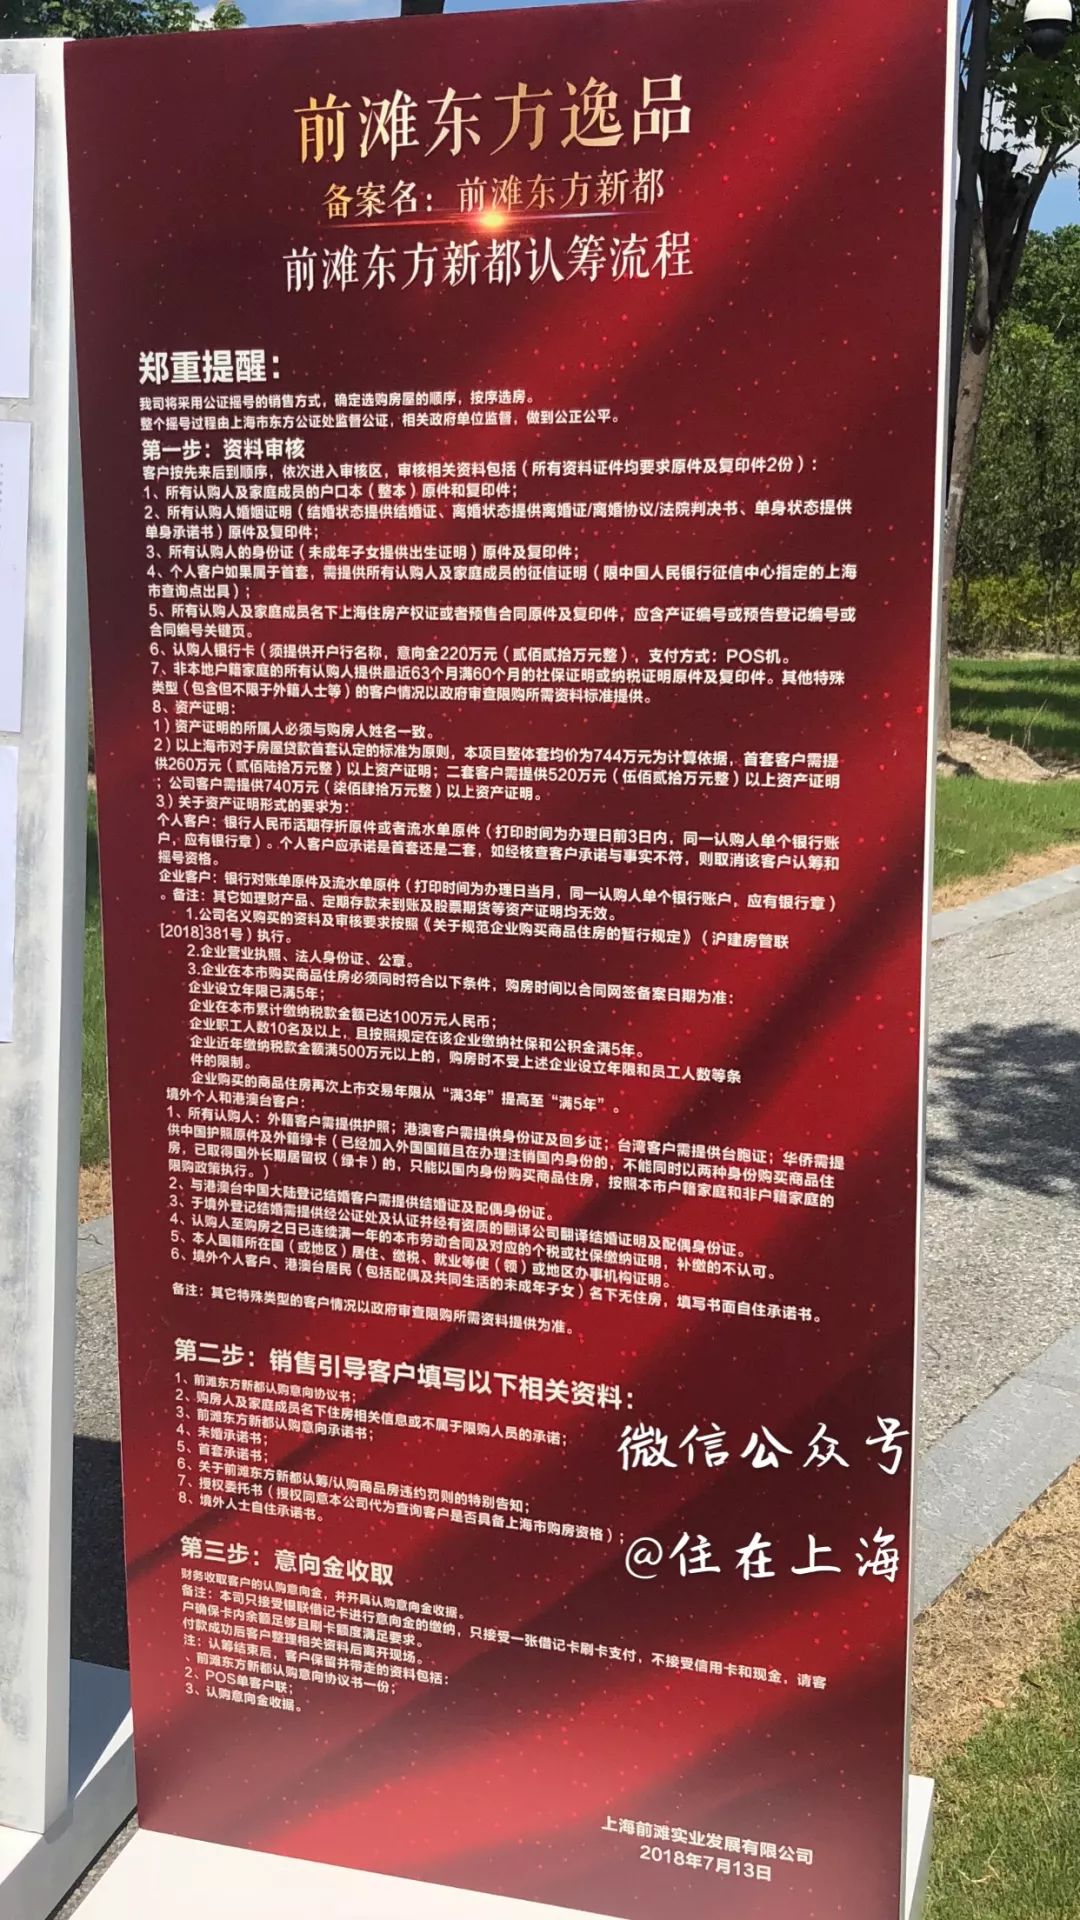 前滩东方逸品
备案名：前滩东方新都
前滩东方新都认筹流程
郑重提醒：
我司将采用公证摇号的销售方式，确定选购房屋的顺序，按序选房。
整个摇号过程由上海市东方公证处监督公证，相关政府单位监督，做到公正公平。
第一步：资料审核
客户按先来后到顺序，依次进入审核区，审核相关资料包括（所有资料证件均要求原件及复印件2份）：
1、所有认购人及家庭成员的户口本（整本）原件和复印件；
2、所有认购人婚姻证明（结婚状态提供结婚证、离婚状态提供离婚证/离婚协议/法院判决书、单身状态提供
单身承诺书）原件及复印件；
3、所有认购人的身份证（未成年子女提供出生证明）原件及复印件；
4、个人客户如果属于首套，需提供所有认购人及家庭成员的征信证明（限中国人民银行征信中心指定的上海
市查询点出具）；
5、所有认购人及家庭成员名下上海住房产权证或者预售合同原件及复印件，应含产证编号或预告登记编号或
合同编号关键页。
6、认购人银行卡（须提供开户行名称，意向金220万元（贰佰贰拾万元整），支付方式：POS机。
7、非本地户籍家庭的所有认购人提供最近63个月满60个月的社保证明或纳税证明原件及复印件。其他特殊
类型（包含但不限于外籍人士等）的客户情况以政府审查限购所需资料标准提供。
8、资产证明：
1）资产证明的所属人必须与购房人姓名一致。
2）以上海市对于房屋贷款首套认定的标准为原则，本项目整体套均价为744万元为计算依据，首套客户需提
供260万元（贰佰陆拾万元整）以上资产证明；二套客户需提供520万元（伍佰贰拾万元整）以上资产证明
；公司客户需提供740万元（柒佰肆拾万元整）以上资产证明。
3）关于资产证明形式的要求为：
个人客户：银行人民币活期存折原件或者流水单原件（打印时间为办理日前3日内，同一认购人单个银行账
户，应有银行章）。个人客户应承诺是首套还是二套，如经核查客户承诺与事实不符，则取消该客户认筹和
摇号资格。
企业客户：银行对账单原件及流水单原件（打印时间为办理日当月，同一认购人单个银行账户，应有银行章）
。备注：其它如理财产品、定期存款未到账及股票期货等资产证明均无效。
1.公司名义购买的资料及审核要求按照《关于规范企业购买商品住房的暂行规定》（沪建房管联
[2018]381号）执行。
2.企业营业执照、法人身份证、公章。
3.企业在本市购买商品住房必须同时符合以下条件，购房时间以合同网签备案日期为准：
企业设立年限已满5年；
企业在本市累计缴纳税款金额已达100万元人民币；
企业职工人数10名及以上，且按照规定在该企业缴纳社保和公积金满5年。
企业近年缴纳税款金额满500万元以上的，购房时不受上述企业设立年限和员工人数等条
件的限制。
企业购买的商品住房再次上市交易年限从“满3年”提高至“满5年”。
境外个人和港澳台客户：
1、所有认购人：外籍客户需提供护照；港澳客户需提供身份证及回乡证；台湾客户需提供台胞证；华侨需提
供中国护照原件及外籍绿卡（已经加入外国国籍且在办理注销国内身份的，不能同时以两种身份购买商品住
房，已取得国外长期居留权（绿卡）的，只能以国内身份购买商品住房，按照本市户籍家庭和非户籍家庭的
限购政策执行。）
2、与港澳台中国大陆登记结婚客户需提供结婚证及配偶身份证。
3、于境外登记结婚需提供经公证处及认证并经有资质的翻译公司翻译结婚证明及配偶身份证。
4、认购人至购房之日已连续满一年的本市劳动合同及对应的个税或社保缴纳证明，补缴的不认可。
5、本人国籍所在国（或地区）居住、缴税、就业等使（领）或地区办事机构证明。
6、境外个人客户、港澳台居民（包括配偶及共同生活的未成年子女）名下无住房，填写书面自住承诺书。
备注：其它特殊类型的客户情况以政府审查限购所需资料提供为准。
第二步：销售引导客户填写以下相关资料：
1、前滩东方新都认购意向协议书；
2、购房人及家庭成员名下住房相关信息或不属于限购人员的承诺；
3、前滩东方新都认购意向承诺书；
4、未婚承诺书；
5、首套承诺书；
6、关于前滩东方新都认筹/认购商品房违约罚则的特别告知；
7、授权委托书（授权同意本公司代为查询客户是否具备上海市购房资格）；
8、境外人士自住承诺书。
微信公众号
@住在上海
第三步：意向金收取
财务收取客户的认购意向金，并开具认购意向金收据。
备注：本司只接受银联借记卡进行意向金的缴纳，只接受一张借记卡刷卡支付，不接受信用卡和现金，请客
户确保卡内余额足够且刷卡额度满足要求。
付款成功后客户整理相关资料后离开现场。
注：认筹结束后，客户保留并带走的资料包括：
、前滩东方新都认购意向协议书一份；
2、POS单客户联；
3、认购意向金收据。
上海前滩实业发展有限公司
2018年7月13日